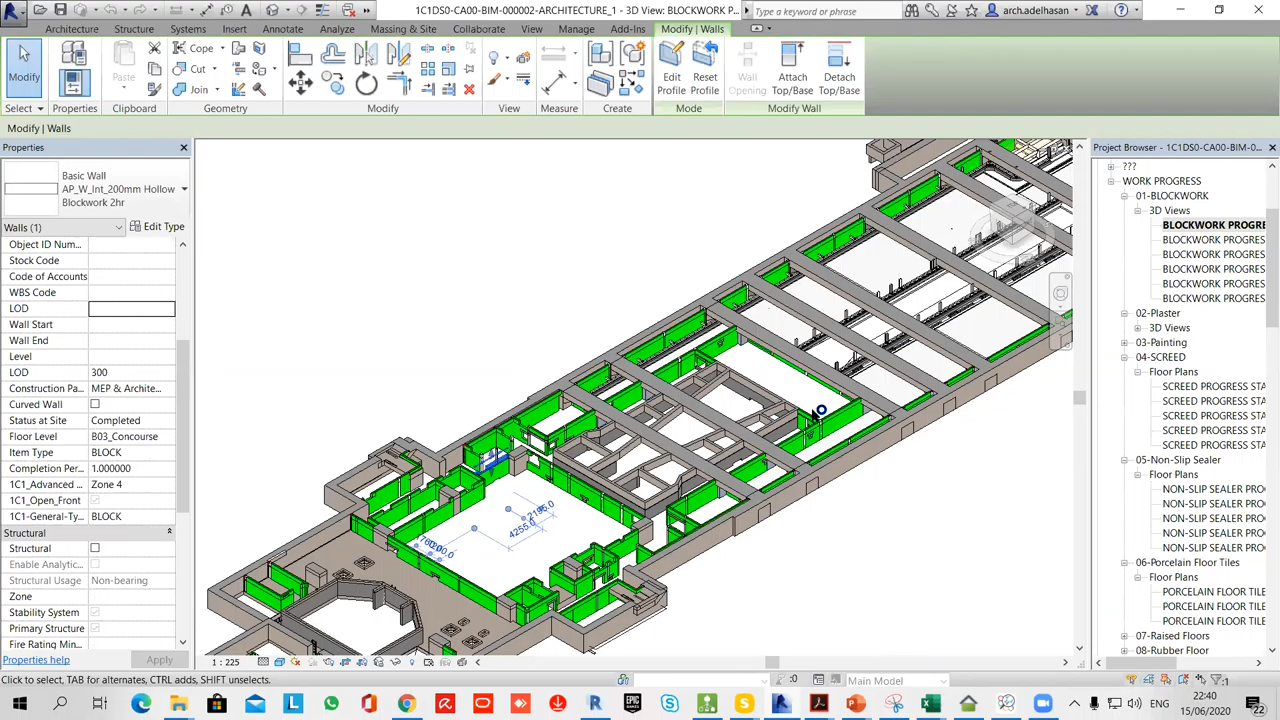 1C1DS0-CA00-BIM-000002-ARCHITECTURE_1 - 3D View: BLOCKWORK P...
Type a keyword or phrase
arch.adelhasan
Architecture Structure Systems Insert Annotate Analyze Massing & Site Collaborate View Manage Add-Ins Modify | Walls
Modify
Paste
Cope
Cut
Join
Edit Profile
Reset Profile
Wall Opening
Attach Top/Base
Detach Top/Base
Select Properties Clipboard Geometry Modify View Measure Create Mode Modify Wall
Modify | Walls
Properties
Basic Wall
AP_W_Int_200mm Hollow
Blockwork 2hr
Walls (1)
Edit Type
Object ID Num...
Stock Code
Code of Accounts
WBS Code
LOD
Wall Start
Wall End
Level
LOD 300
Construction Pa... MEP & Archite...
Curved Wall
Status at Site Completed
Floor Level B03_Concourse
Item Type BLOCK
Completion Per... 1.000000
1C1_Advanced ... Zone 4
1C1_Open_Front
1C1-General-Ty... BLOCK
Structural
Structural
Enable Analytic...
Structural Usage Non-bearing
Zone
Stability System
Primary Structure
Fire Rating Min...
Properties help
Apply
4255.0
Project Browser - 1C1DS0-CA00-BIM-0...
???
WORK PROGRESS
01-BLOCKWORK
3D Views
BLOCKWORK PROGRE
BLOCKWORK PROGRES
BLOCKWORK PROGRES
BLOCKWORK PROGRES
BLOCKWORK PROGRES
BLOCKWORK PROGRES
02-Plaster
3D Views
03-Painting
04-SCREED
Floor Plans
SCREED PROGRESS STA
SCREED PROGRESS STA
SCREED PROGRESS STA
SCREED PROGRESS STA
SCREED PROGRESS STA
05-Non-Slip Sealer
Floor Plans
NON-SLIP SEALER PRO
NON-SLIP SEALER PRO
NON-SLIP SEALER PRO
NON-SLIP SEALER PRO
NON-SLIP SEALER PRO
06-Porcelain Floor Tiles
Floor Plans
PORCELAIN FLOOR TILE
PORCELAIN FLOOR TILE
PORCELAIN FLOOR TILE
07-Raised Floors
08-Rubber Floor
1 : 225
Click to select, TAB for alternates, CTRL adds, SHIFT unselects.
:0
Main Model
:1
ENG
22:40
15/06/2020
22